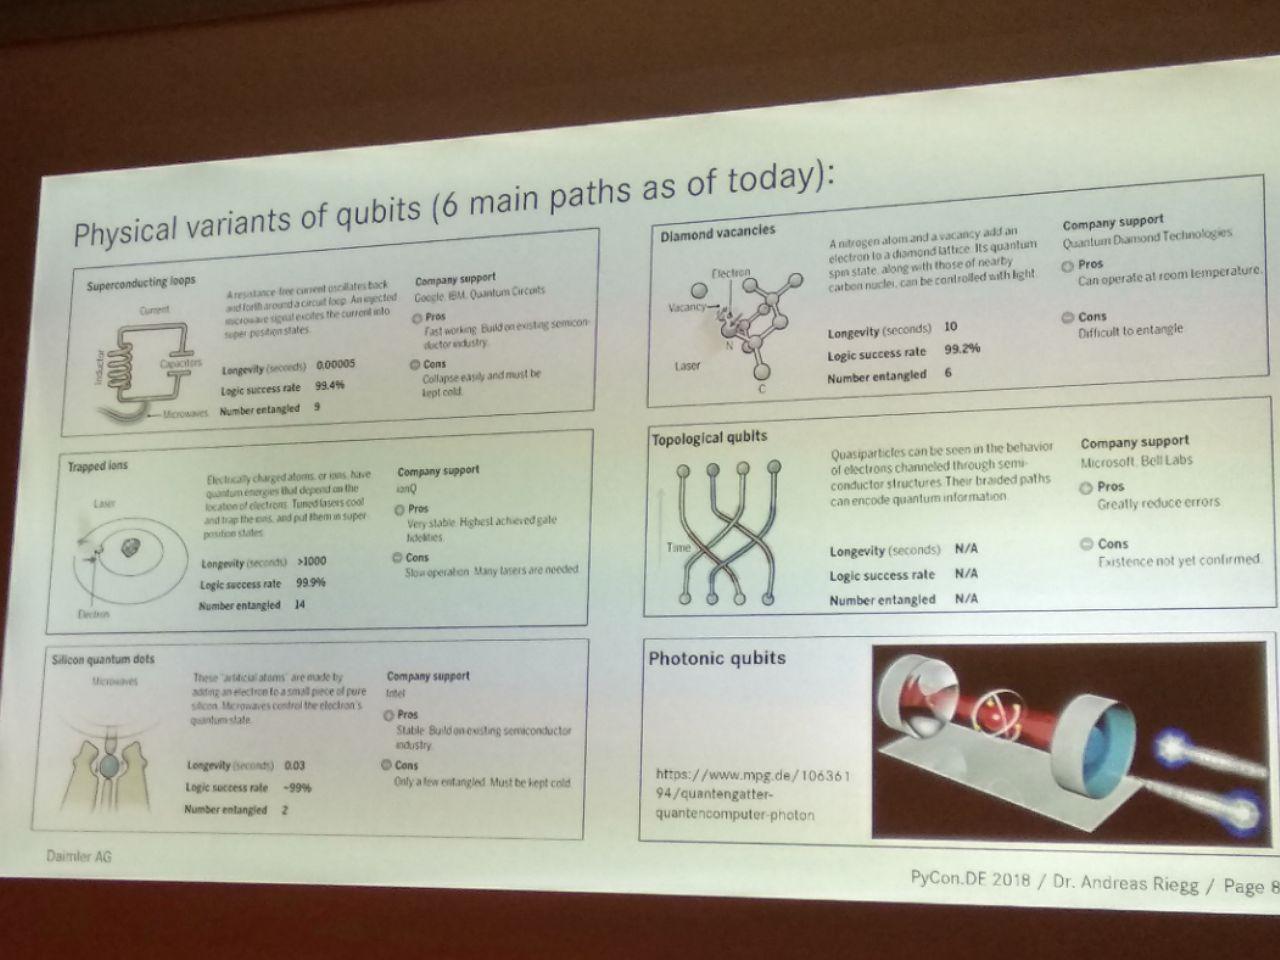 Physical variants of qubits (6 main paths as of today):
Superconducting loops
Current
Inductor
Capacitors
Microwaves
A resistance-free current oscillates back
and forth around a circuit loop. An injected
microwave signal excites the current into
super-position states.
Longevity (seconds) 0.00005
Logic success rate 99.4%
Number entangled 9
Company support
Google, IBM, Quantum Circuits
Pros
Fast working. Build on existing semicon-
ductor industry.
Cons
Collapse easily and must be
kept cold.
Trapped ions
Laser
Electron
Electrically charged atoms, or ions, have
quantum energies that depend on the
location of electrons. Tuned lasers cool
and trap the ions, and put them in super-
position states.
Longevity (seconds) >1000
Logic success rate 99.9%
Number entangled 14
Company support
ionQ
Pros
Very stable. Highest achieved gate
fidelities.
Cons
Slow operation. Many lasers are needed.
Silicon quantum dots
Microwaves
These "artificial atoms" are made by
adding an electron to a small piece of pure
silicon. Microwaves control the electron's
quantum state.
Longevity (seconds) 0.03
Logic success rate ~99%
Number entangled 2
Company support
Intel
Pros
Stable. Build on existing semiconductor
industry.
Cons
Only a few entangled. Must be kept cold.
Diamond vacancies
Electron
Vacancy
N
Laser
C
A nitrogen atom and a vacancy add an
electron to a diamond lattice. Its quantum
spin state, along with those of nearby
carbon nuclei, can be controlled with light.
Longevity (seconds) 10
Logic success rate 99.2%
Number entangled 6
Company support
Quantum Diamond Technologies
Pros
Can operate at room temperature.
Cons
Difficult to entangle.
Topological qubits
Time
Quasiparticles can be seen in the behavior
of electrons channeled through semi-
conductor structures. Their braided paths
can encode quantum information.
Longevity (seconds) N/A
Logic success rate N/A
Number entangled N/A
Company support
Microsoft, Bell Labs
Pros
Greatly reduce errors.
Cons
Existence not yet confirmed.
Photonic qubits
https://www.mpg.de/106361
94/quantengatter-
quantencomputer-photon
Daimler AG
PyCon.DE 2018 / Dr. Andreas Riegg / Page 8